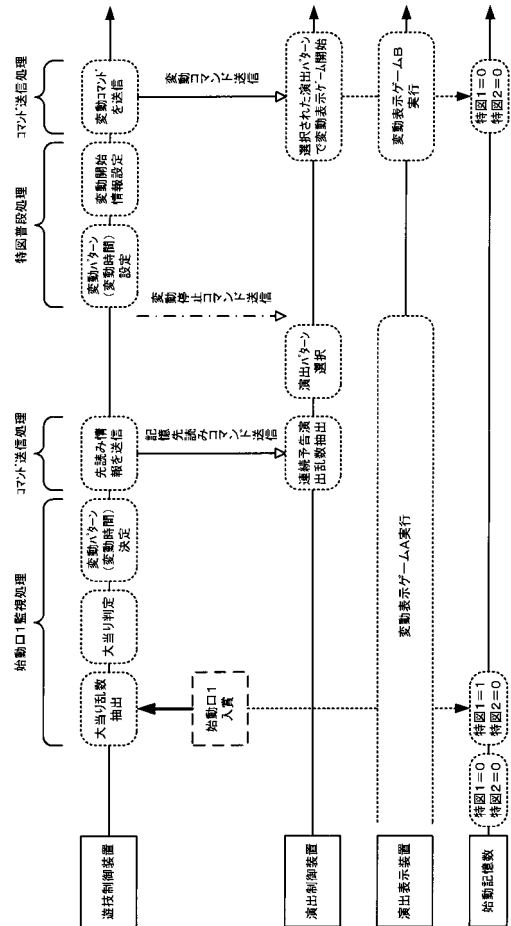 始動口1監視処理
コマンド送信処理
特図普段処理
コマンド送信処理
遊技制御装置
大当り乱数
抽出
大当り判定
変動パターン
(変動時間)
決定
先読み情
報を送信
変動パターン
(変動時間)
設定
変動開始
情報設定
変動コマンド
を送信
始動口1
入賞
記憶先読みコマンド送信
変動停止コマンド送信
変動コマンド送信
演出制御装置
連続予告演
出乱数抽出
演出パターン
選択
選択された演出パターン
で変動表示ゲーム開始
演出表示装置
変動表示ゲームA実行
変動表示ゲームB
実行
始動記憶数
特図1=0
特図2=0
特図1=1
特図2=0
特図1=0
特図2=0